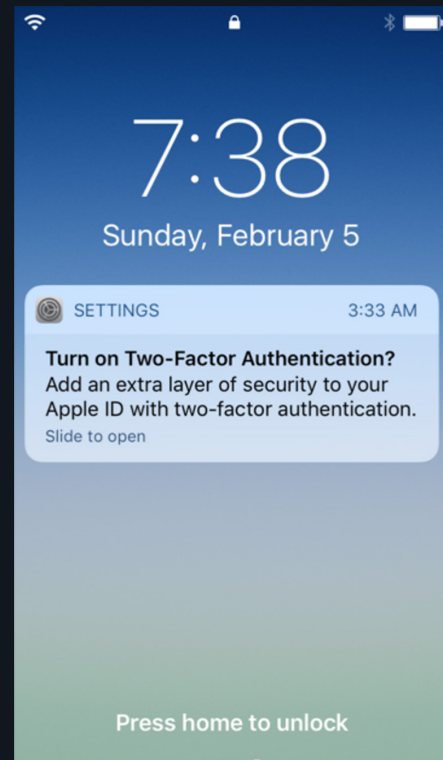 7:38
Sunday, February 5
SETTINGS 3:33 AM
Turn on Two-Factor Authentication?
Add an extra layer of security to your
Apple ID with two-factor authentication.
Slide to open
Press home to unlock